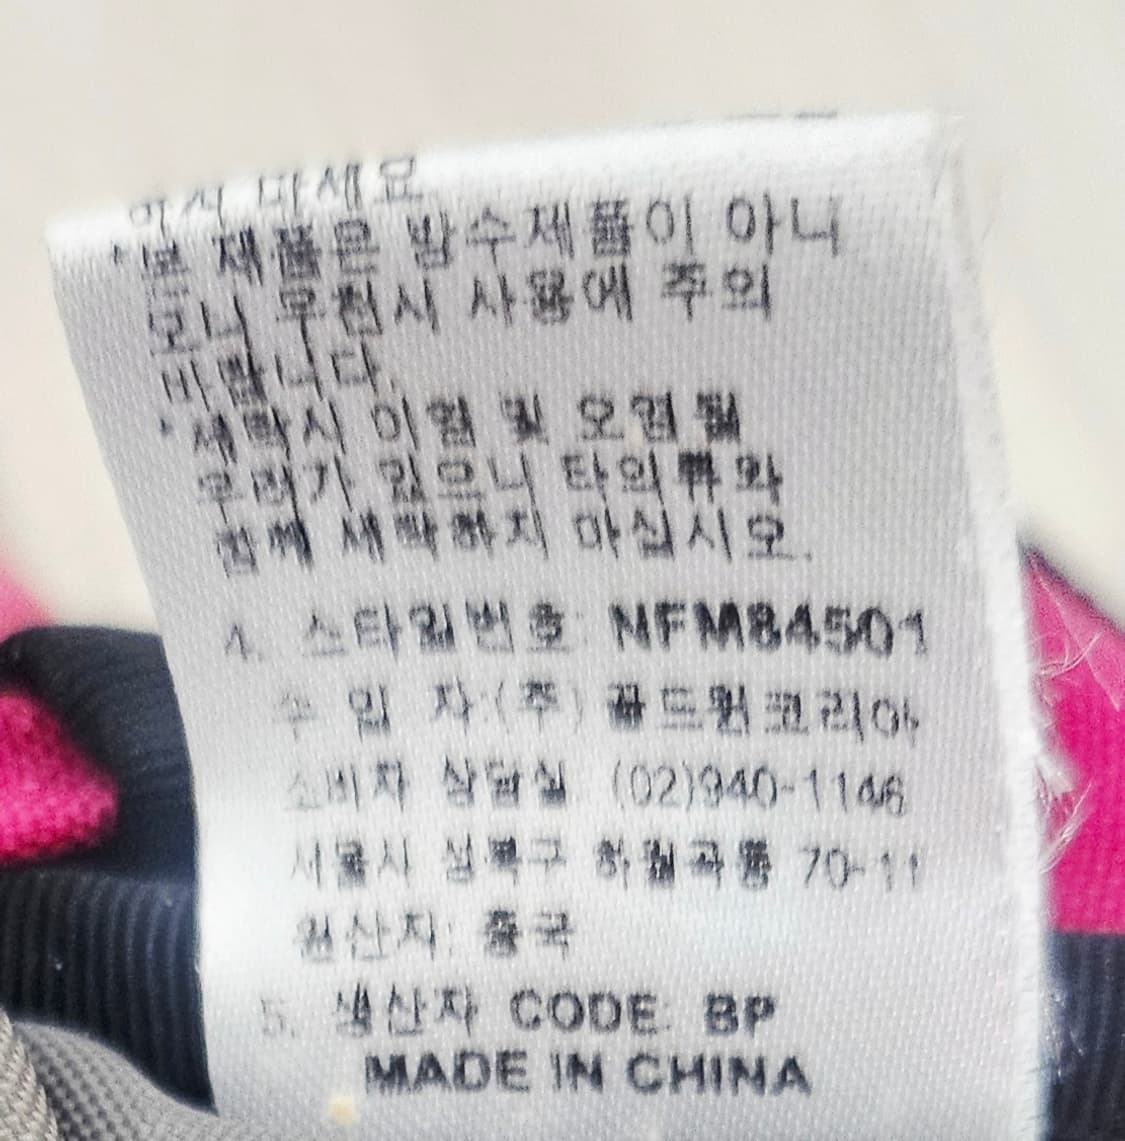 하지 마세요
*본 제품은 방수제품이 아니
오니 우천시 사용에 주의
바랍니다.
*세탁시 이염 및 오염될
우려가 있으니 타의류와
함께 세탁하지 마십시오.
4. 스타일번호: NFM84501
수 입 자:(주) 골드윈코리아
소비자 상담실 (02)940-1146
서울시 성북구 하월곡동 70-11
원산지: 중국
5. 생산자 CODE: BP
MADE IN CHINA